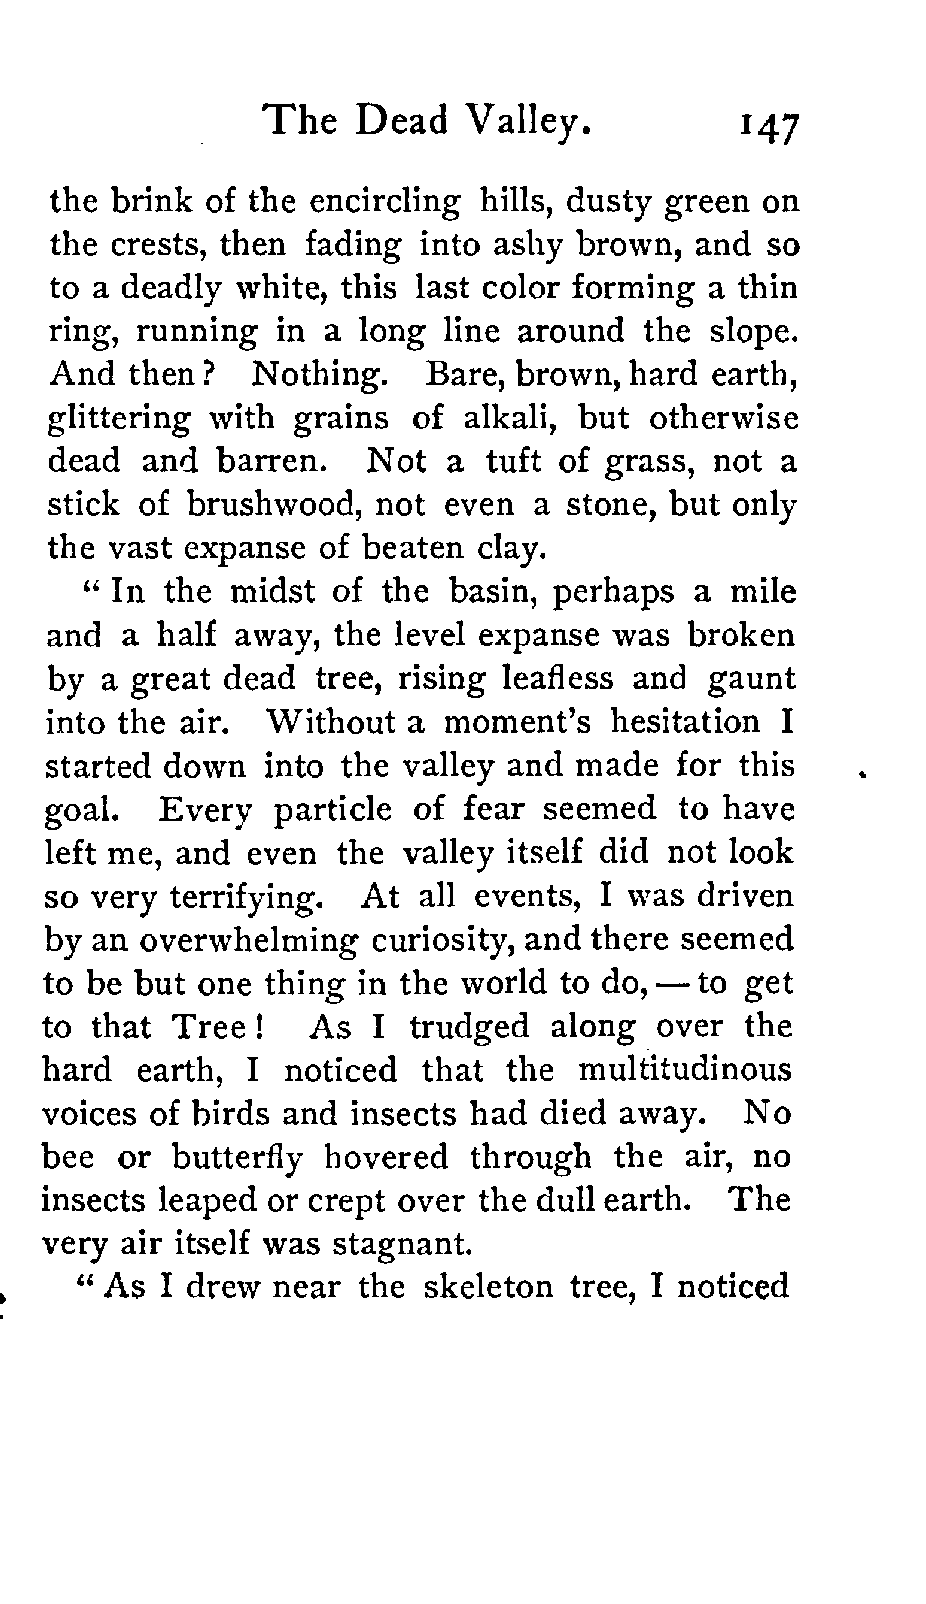 The Dead Valley. 147
the brink of the encircling hills, dusty green on
the crests, then fading into ashy brown, and so
to a deadly white, this last color forming a thin
ring, running in a long line around the slope.
And then? Nothing. Bare, brown, hard earth,
glittering with grains of alkali, but otherwise
dead and barren. Not a tuft of grass, not a
stick of brushwood, not even a stone, but only
the vast expanse of beaten clay.
“ In the midst of the basin, perhaps a mile
and a half away, the level expanse was broken
by a great dead tree, rising leafless and gaunt
into the air. Without a moment's hesitation I
started down into the valley and made for this
goal. Every particle of fear seemed to have
left me, and even the valley itself did not look
so very terrifying. At all events, I was driven
by an overwhelming curiosity, and there seemed
to be but one thing in the world to do, — to get
to that Tree! As I trudged along over the
hard earth, I noticed that the multitudinous
voices of birds and insects had died away. No
bee or butterfly hovered through the air, no
insects leaped or crept over the dull earth. The
very air itself was stagnant.
“ As I drew near the skeleton tree, I noticed